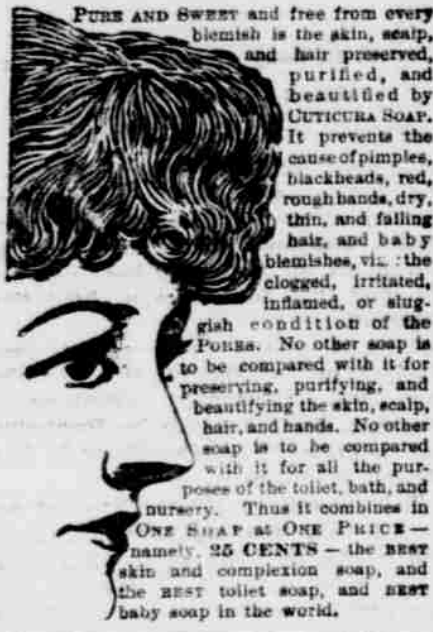 PURE AND SWEET and free from every
blemish is the skin, scalp,
and hair preserved,
purified, and
beautified by
CUTICURA SOAP.
It prevents the
cause of pimples,
blackheads, red,
rough hands, dry,
thin, and falling
hair, and baby
blemishes, viz.: the
clogged, irritated,
inflamed, or slug-
gish condition of the
PORES. No other soap is
to be compared with it for
preserving, purifying, and
beautifying the skin, scalp,
hair, and hands. No other
soap is to be compared
with it for all the pur-
poses of the toilet, bath, and
nursery. Thus it combines in
ONE SOAP at ONE PRICE —
namely, 25 CENTS — the BEST
skin and complexion soap, and
the BEST toilet soap, and BEST
baby soap in the world.